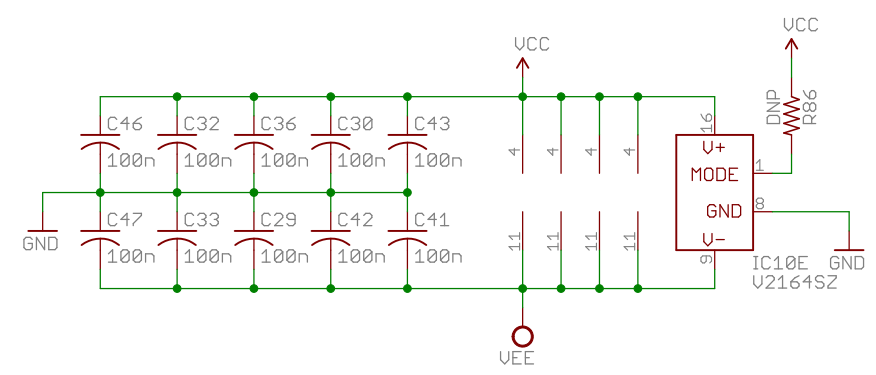 VCC
VCC
C46
C32
C36
C30
C43
100n
100n
100n
100n
100n
4
4
4
4
16
DNP
R86
V+
MODE
1
GND
8
V-
9
GND
C47
C33
C29
C42
C41
100n
100n
100n
100n
100n
11
11
11
11
IC10E
V2164SZ
GND
VEE